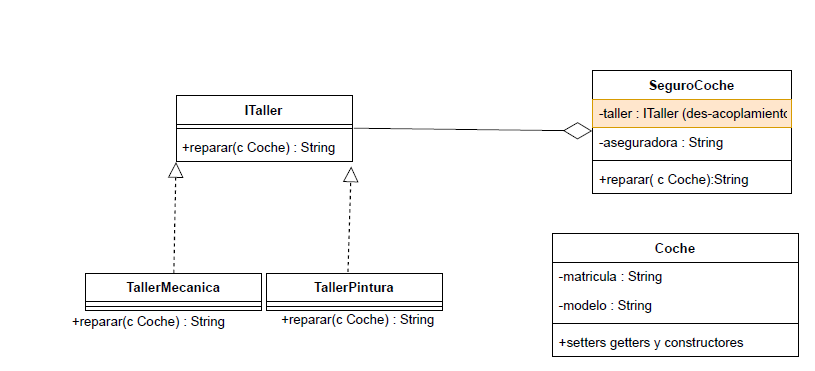 ITaller
+reparar(c Coche) : String
SeguroCoche
-taller : ITaller (des-acoplamiento
-aseguradora : String
+reparar( c Coche):String
TallerMecanica
+reparar(c Coche) : String
TallerPintura
+reparar(c Coche) : String
Coche
-matricula : String
-modelo : String
+setters getters y constructores